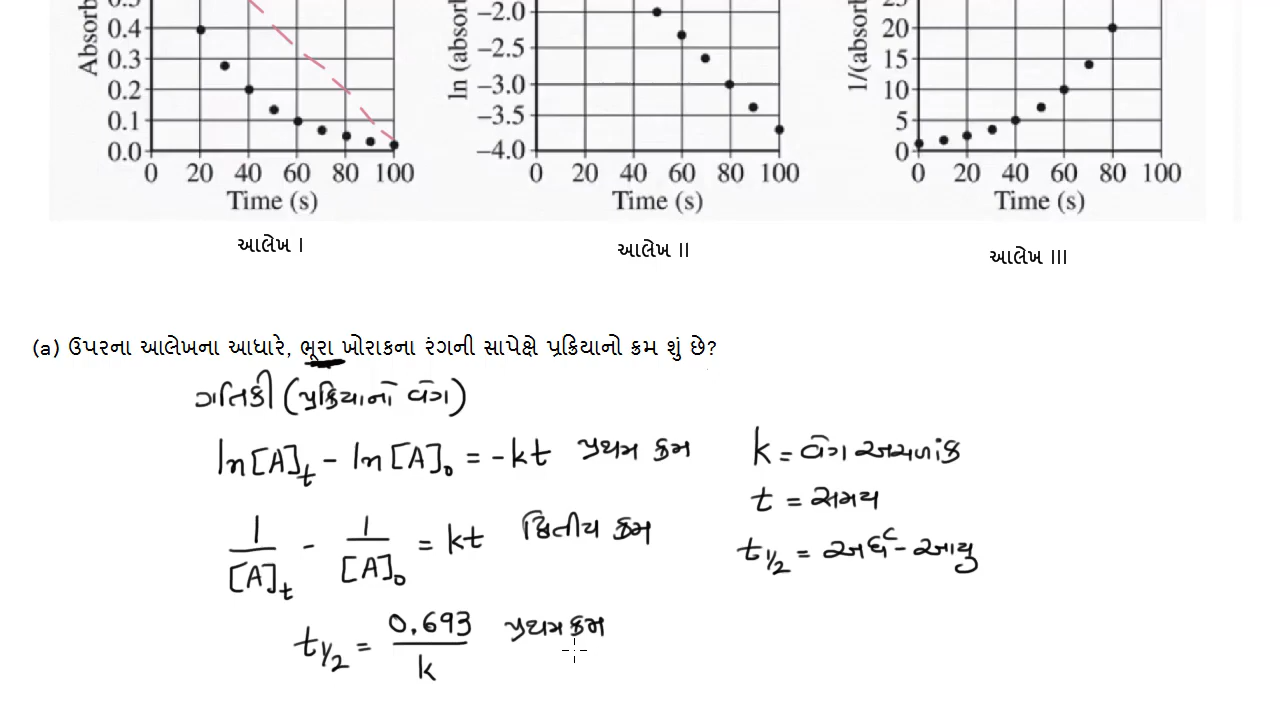 Absorb
0.3
0.4
0.3
0.2
0.1
0.0
0 20 40 60 80 100
Time (s)
આલેખ I
ln (absorb
−2.0
−2.5
−3.0
−3.5
−4.0
0 20 40 60 80 100
Time (s)
આલેખ II
1/(absorb
25
20
15
10
5
0
0 20 40 60 80 100
Time (s)
આલેખ III
(a) ઉપરના આલેખના આધારે, ભૂરા ખોરાકના રંગની સાપેક્ષે પ્રક્રિયાનો ક્રમ શું છે?
ગતિકી (પ્રક્રિયાનો વેગ)
ln[A]t - ln[A]0 = -kt પ્રથમ ક્રમ
1/[A]t - 1/[A]0 = kt દ્વિતીય ક્રમ
t1/2 = 0.693/k પ્રથમ ક્રમ
k = વેગ અચળાંક
t = સમય
t1/2 = અર્ધ-આયુ